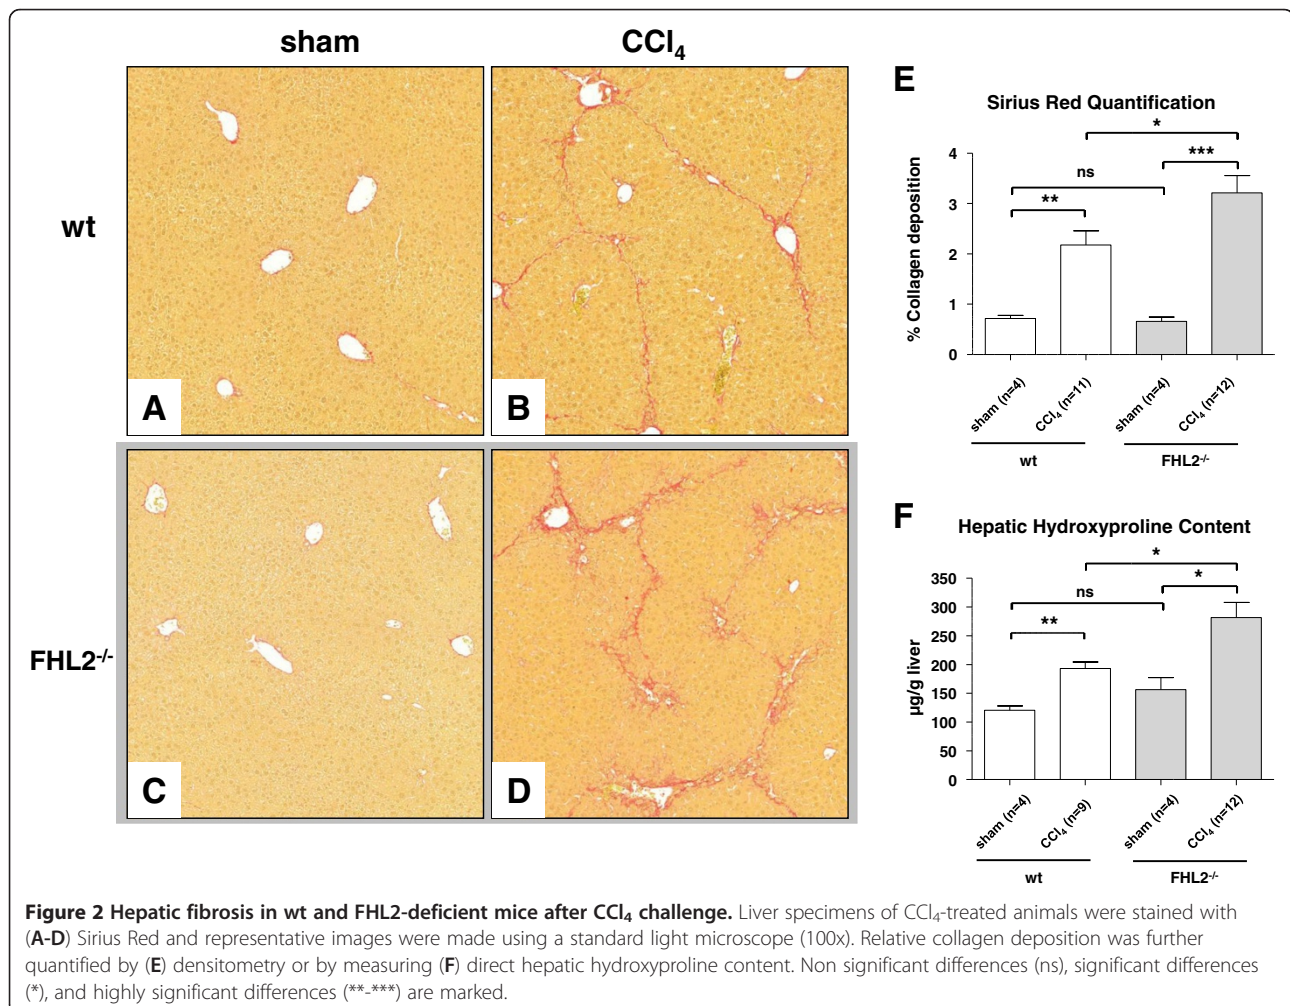 sham
CCl4
wt
FHL2-/-
A
B
C
D
E
Sirius Red Quantification
% Collagen deposition
4
3
2
1
0
*
***
ns
**
sham (n=4)
CCl4 (n=11)
sham (n=4)
CCl4 (n=12)
wt
FHL2-/-
F
Hepatic Hydroxyproline Content
µg/g liver
350
300
250
200
150
100
50
0
*
*
ns
**
sham (n=4)
CCl4 (n=9)
sham (n=4)
CCl4 (n=12)
wt
FHL2-/-
Figure 2 Hepatic fibrosis in wt and FHL2-deficient mice after CCl4 challenge. Liver specimens of CCl4-treated animals were stained with
(A-D) Sirius Red and representative images were made using a standard light microscope (100x). Relative collagen deposition was further
quantified by (E) densitometry or by measuring (F) direct hepatic hydroxyproline content. Non significant differences (ns), significant differences
(*), and highly significant differences (**-***) are marked.